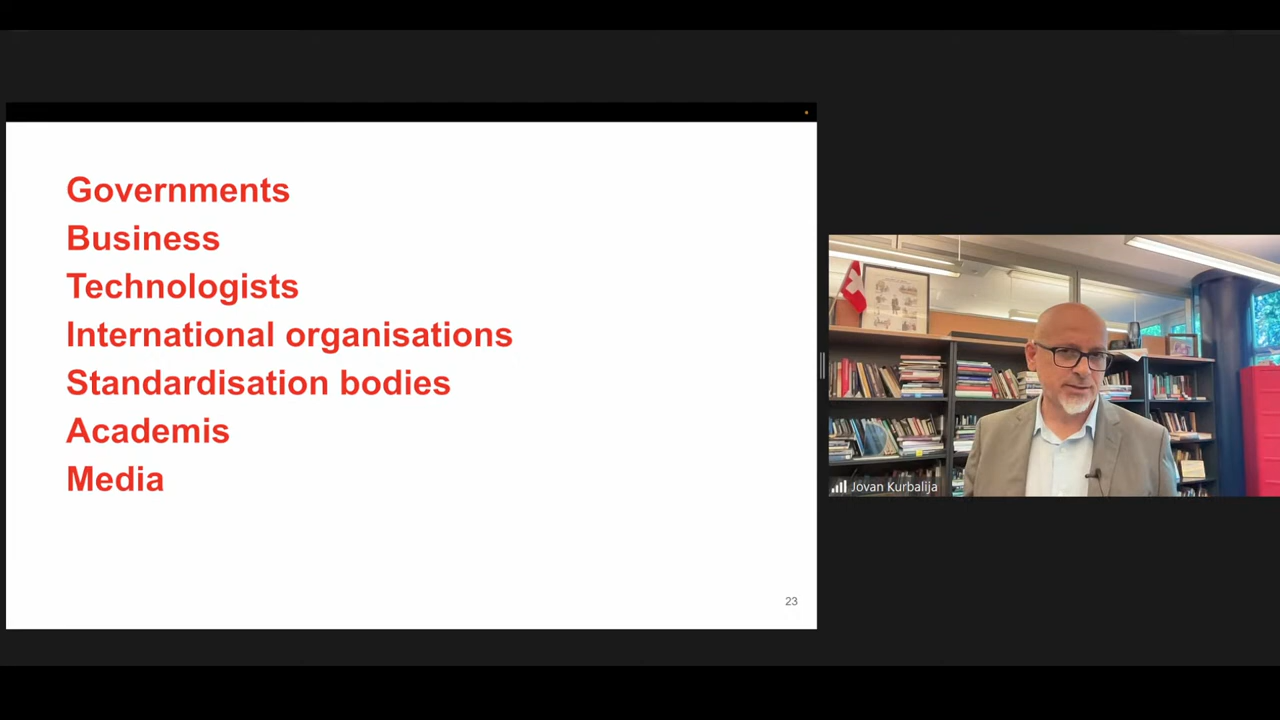 Governments
Business
Technologists
International organisations
Standardisation bodies
Academis
Media
23
Jovan Kurbalija